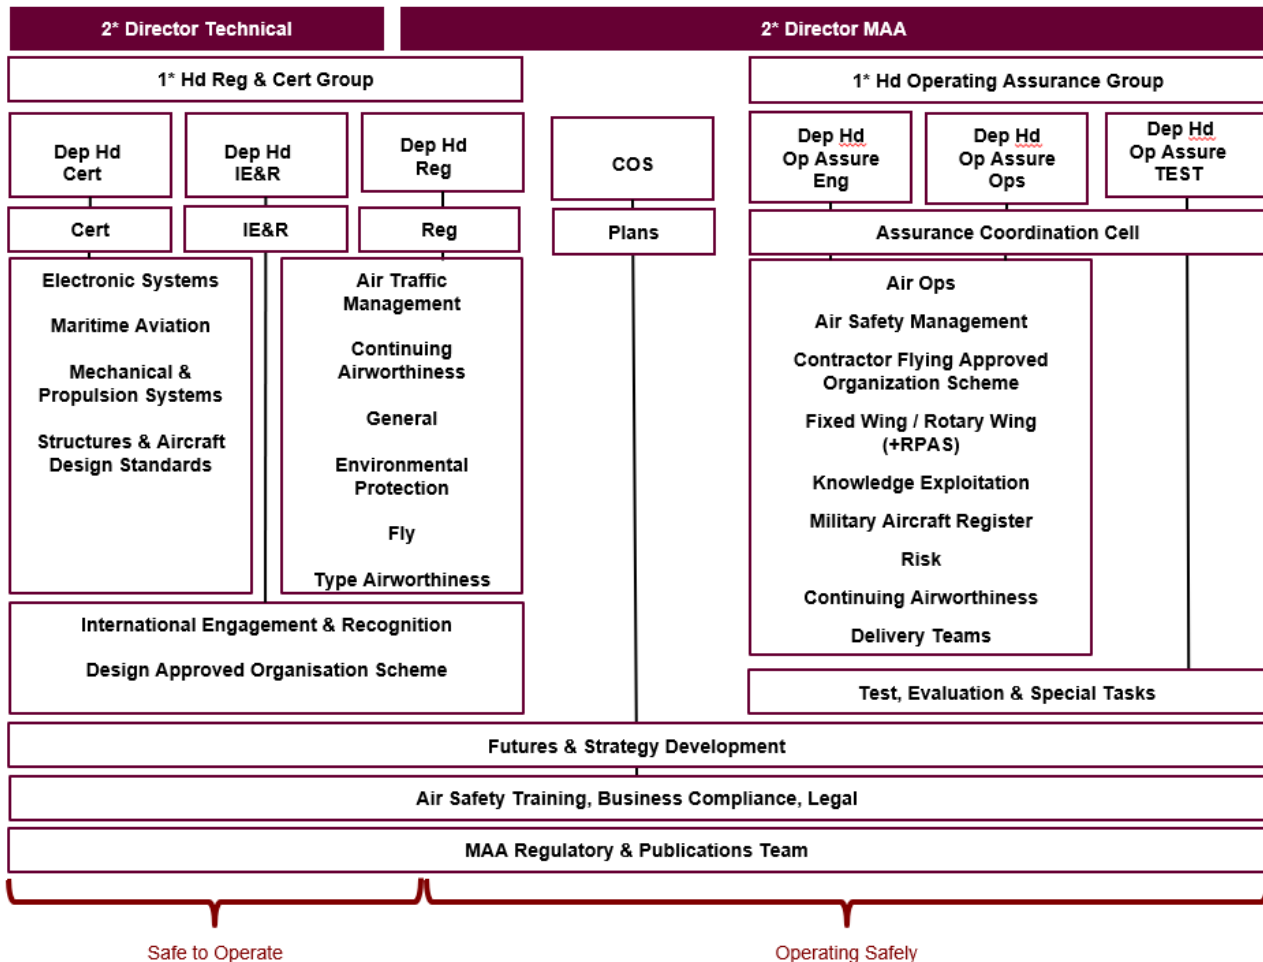 2* Director Technical
2* Director MAA
1* Hd Reg & Cert Group
1* Hd Operating Assurance Group
Dep Hd
Cert
Dep Hd
IE&R
Dep Hd
Reg
COS
Dep Hd
Op Assure
Eng
Dep Hd
Op Assure
Ops
Dep Hd
Op Assure
TEST
Cert
IE&R
Reg
Plans
Assurance Coordination Cell
Electronic Systems
Maritime Aviation
Mechanical &
Propulsion Systems
Structures & Aircraft
Design Standards
Air Traffic
Management
Continuing
Airworthiness
General
Environmental
Protection
Fly
Type Airworthiness
Air Ops
Air Safety Management
Contractor Flying Approved
Organization Scheme
Fixed Wing / Rotary Wing
(+RPAS)
Knowledge Exploitation
Military Aircraft Register
Risk
Continuing Airworthiness
Delivery Teams
International Engagement & Recognition
Design Approved Organisation Scheme
Test, Evaluation & Special Tasks
Futures & Strategy Development
Air Safety Training, Business Compliance, Legal
MAA Regulatory & Publications Team
Safe to Operate
Operating Safely